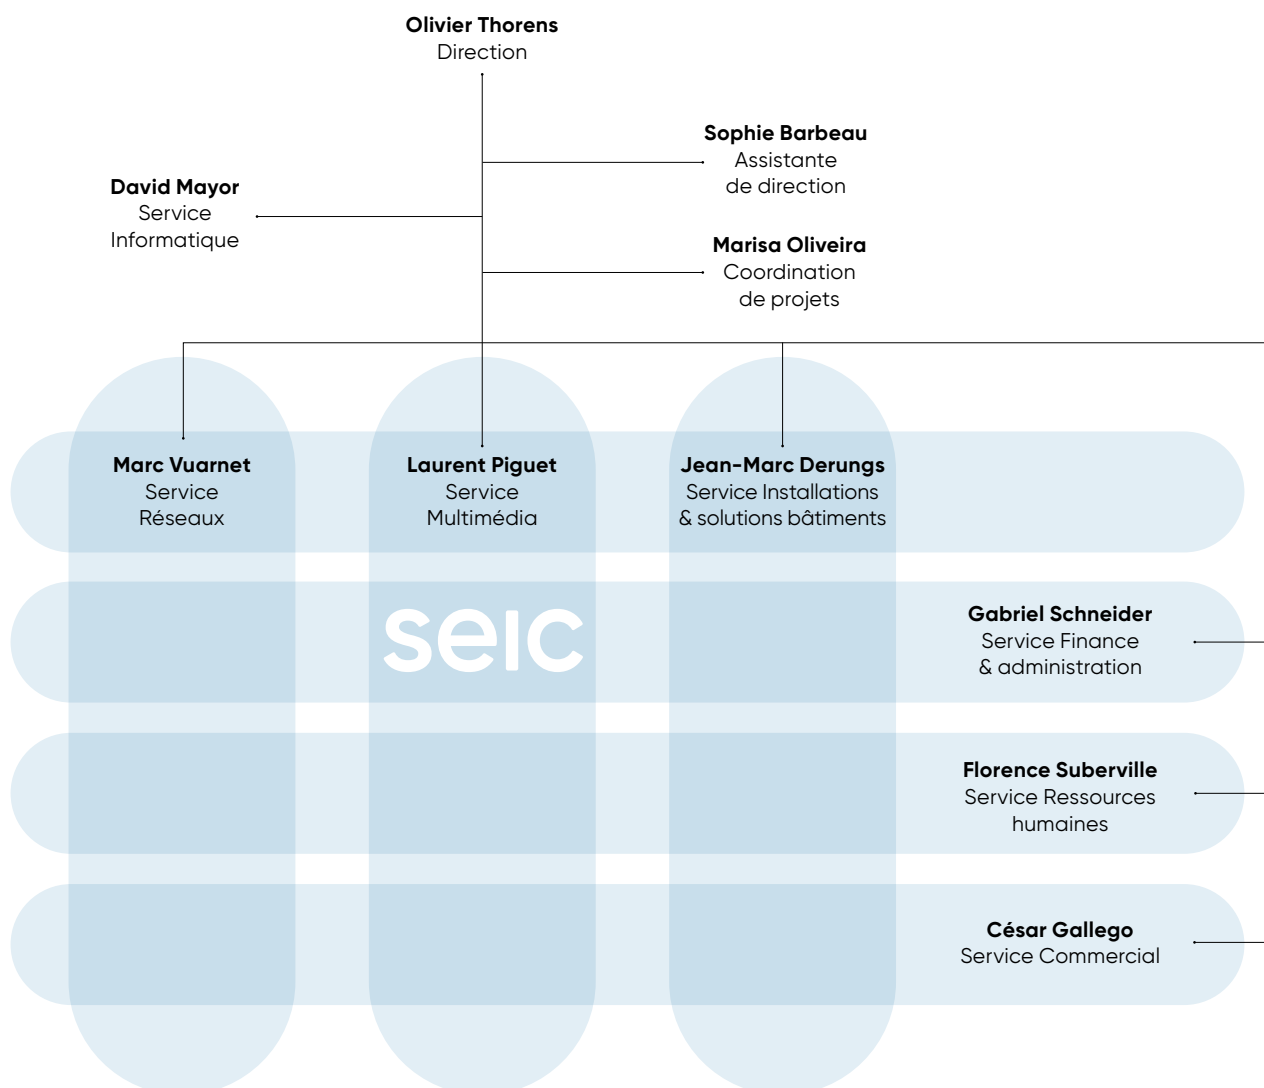 Olivier Thorens
Direction
Sophie Barbeau
Assistante
de direction
David Mayor
Service
Informatique
Marisa Oliveira
Coordination
de projets
Marc Vuarnet
Service
Réseaux
Laurent Piguet
Service
Multimédia
Jean-Marc Derungs
Service Installations
& solutions bâtiments
seic
Gabriel Schneider
Service Finance
& administration
Florence Suberville
Service Ressources
humaines
César Gallego
Service Commercial